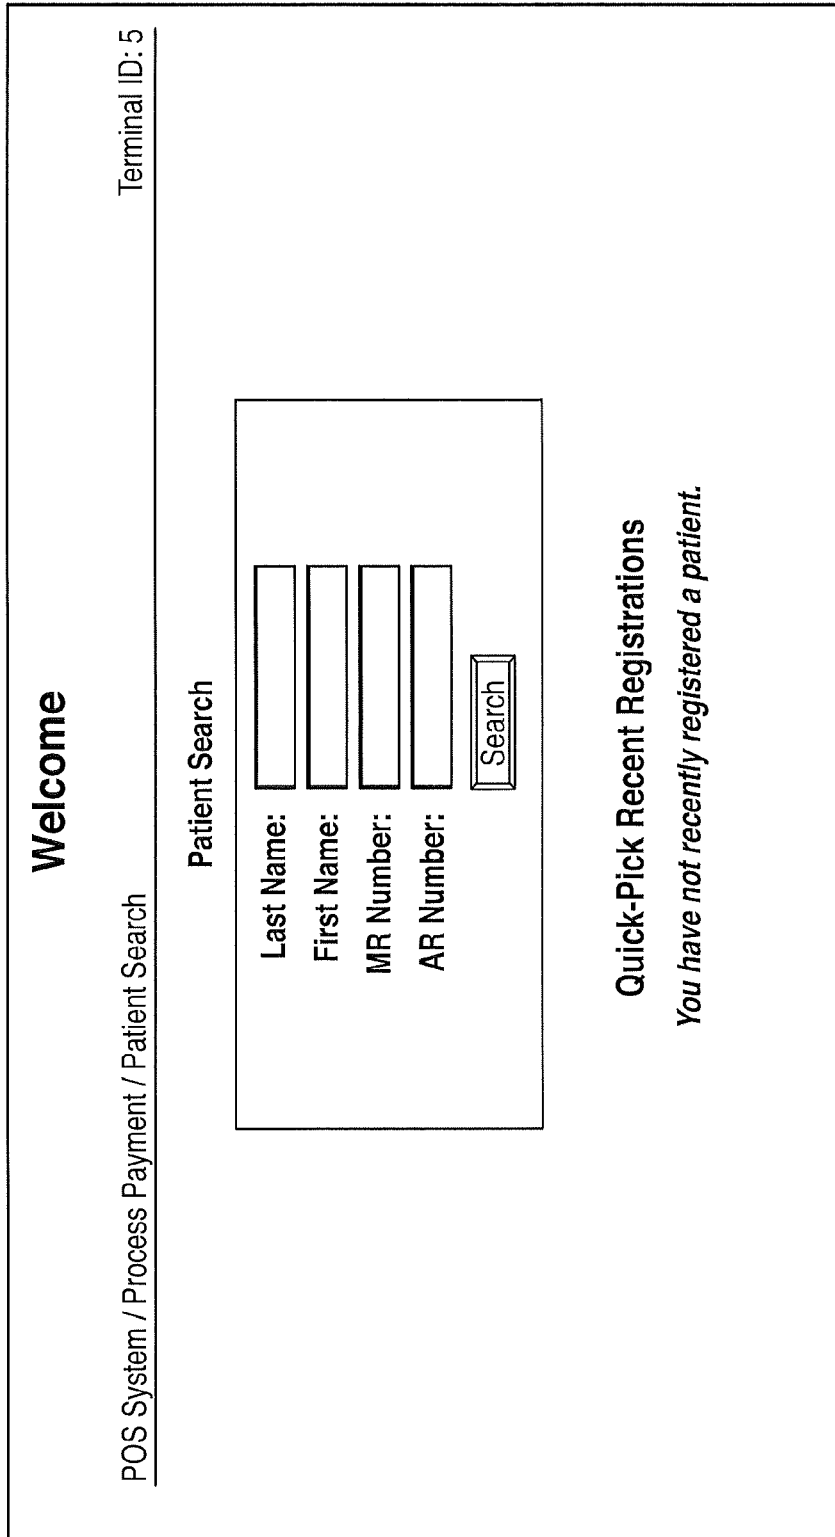 Welcome
POS System / Process Payment / Patient Search Terminal ID: 5
Patient Search
Last Name:
First Name:
MR Number:
AR Number:
Search
Quick-Pick Recent Registrations
You have not recently registered a patient.